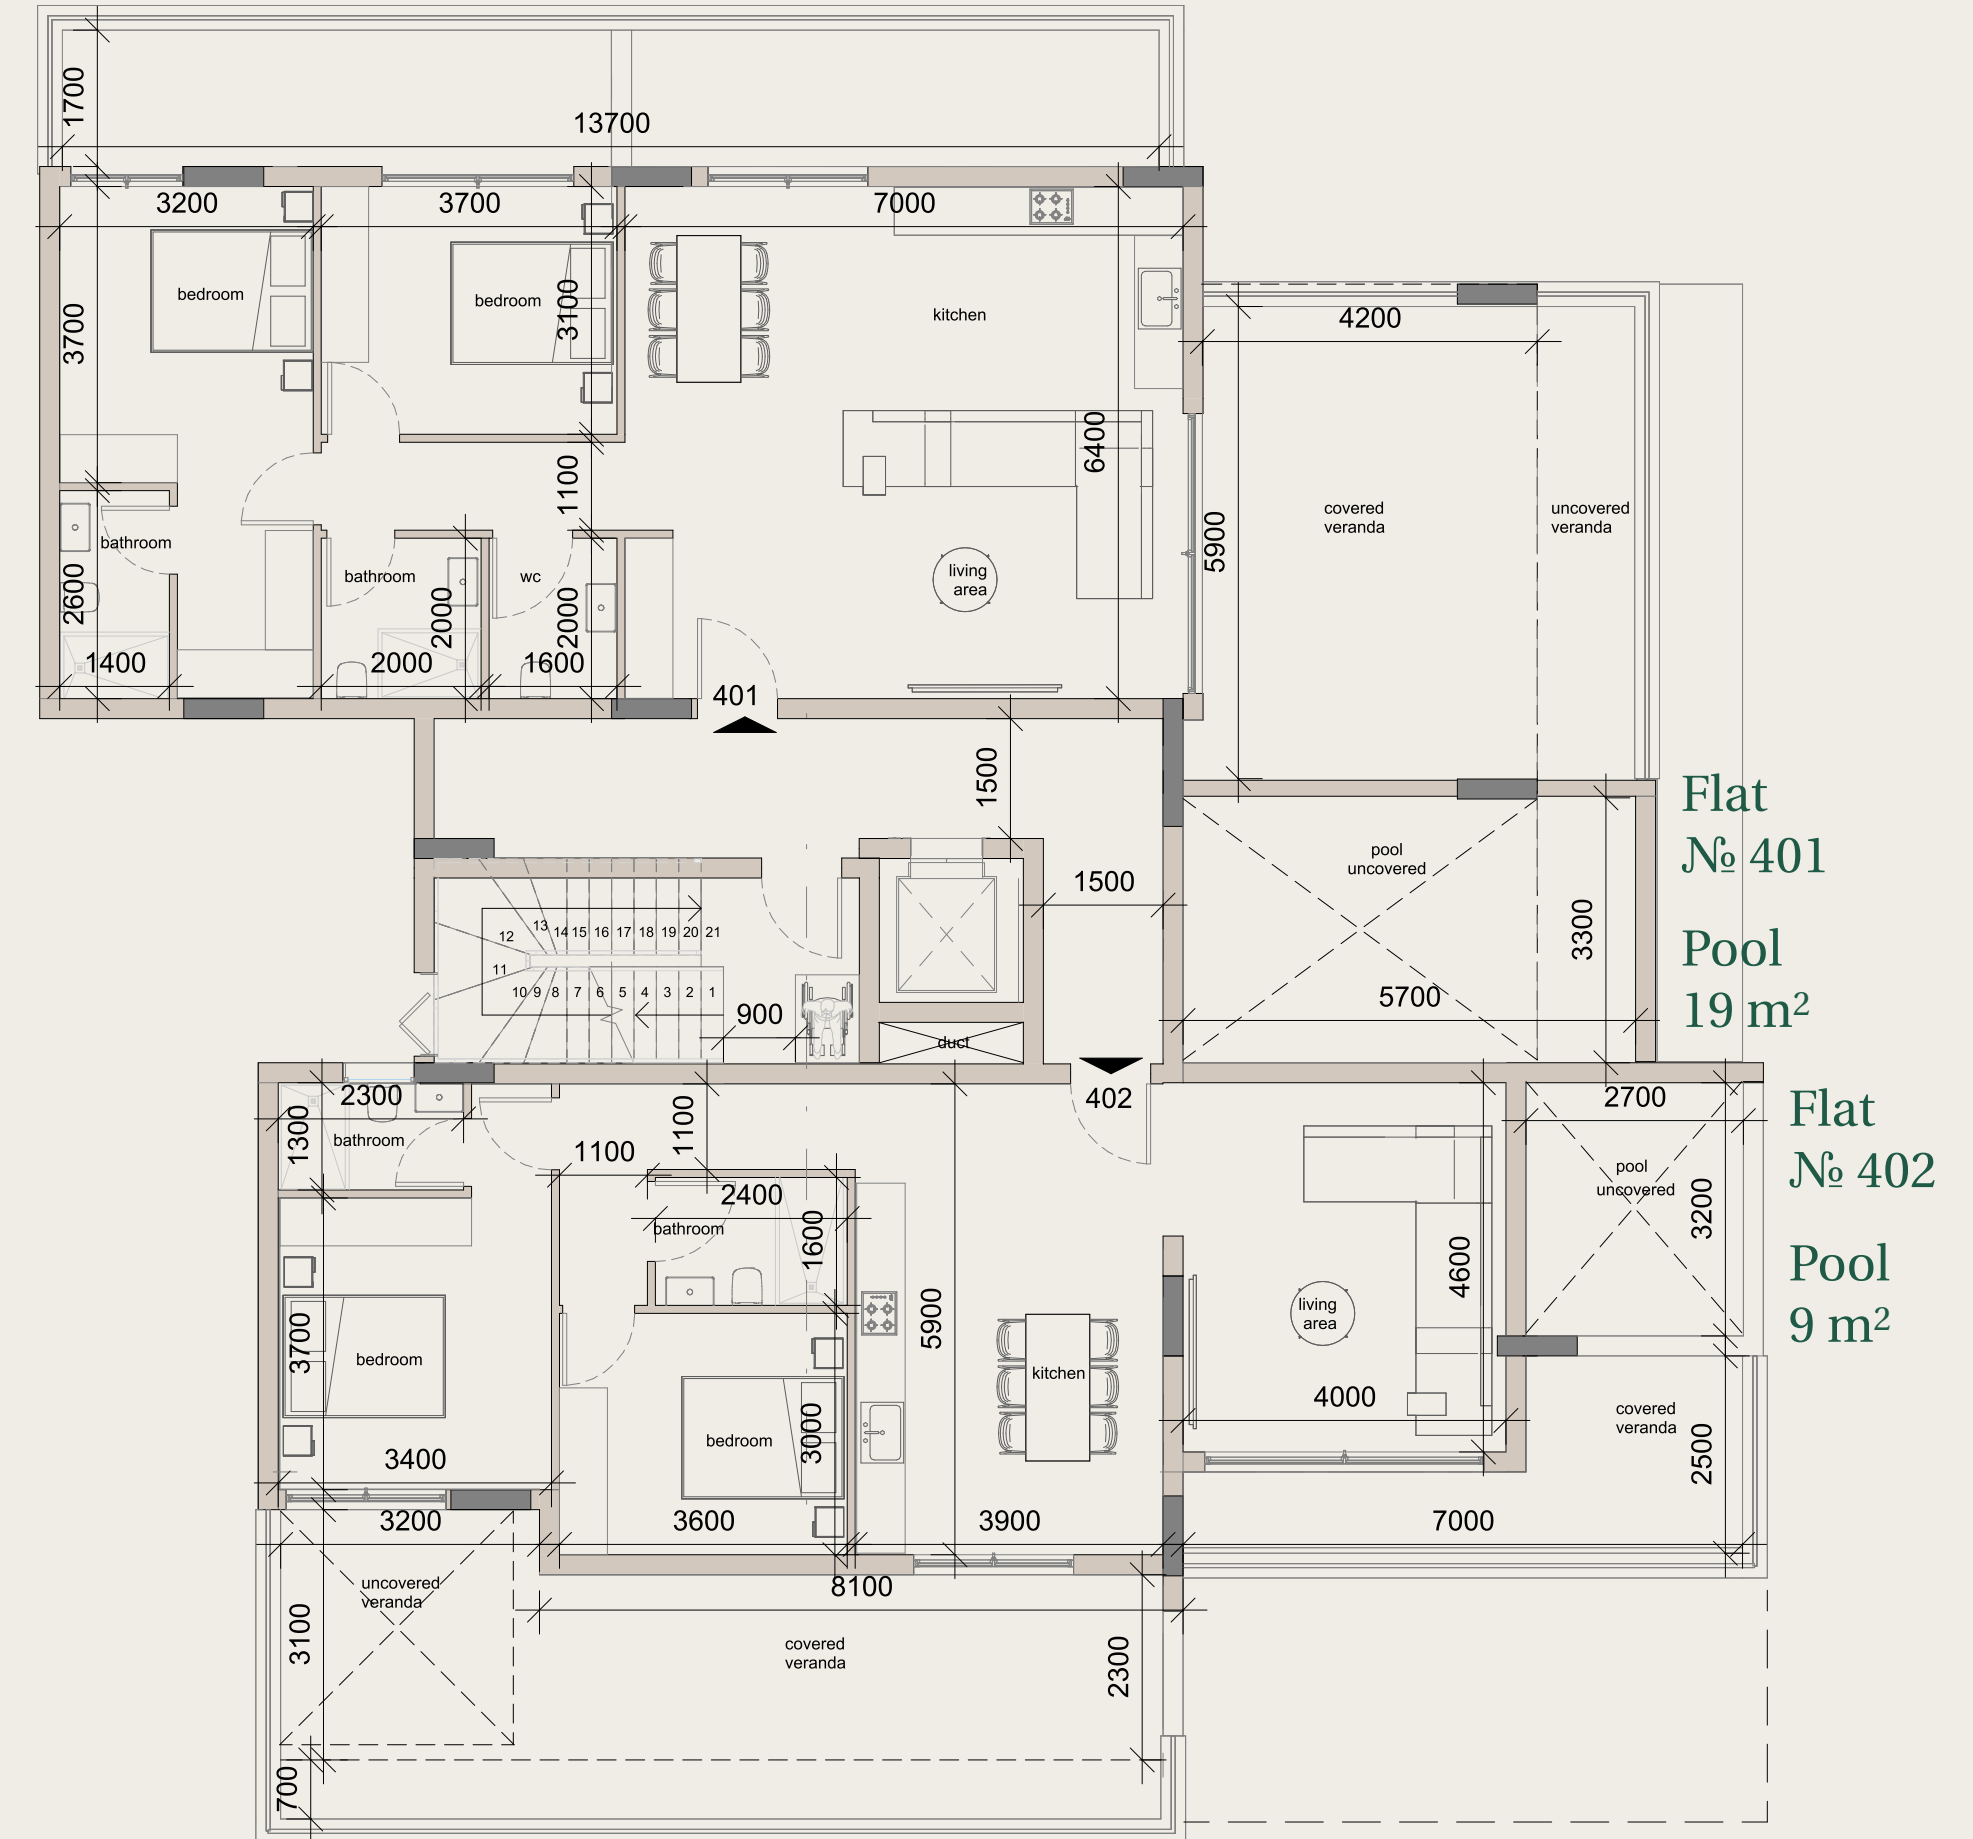 1700
13700
3200
3700
7000
bedroom
bedroom
3100
3700
kitchen
4200
6400
1100
covered
veranda
uncovered
veranda
5900
bathroom
bathroom
wc
living
area
2600
2000
2000
1400
2000
1600
401
1500
Flat
№ 401
Pool
19 m²
pool
uncovered
1500
3300
5700
12
13
14
15
16
17
18
19
20
21
11
10
9
8
7
6
5
4
3
2
1
900
duct
402
2300
1300
bathroom
1100
1100
2400
bathroom
1600
2700
pool
uncovered
3200
Flat
№ 402
Pool
9 m²
4600
5900
living
area
3700
bedroom
kitchen
4000
covered
veranda
2500
bedroom
3000
3400
3200
3600
3900
7000
uncovered
veranda
8100
3100
covered
veranda
2300
700